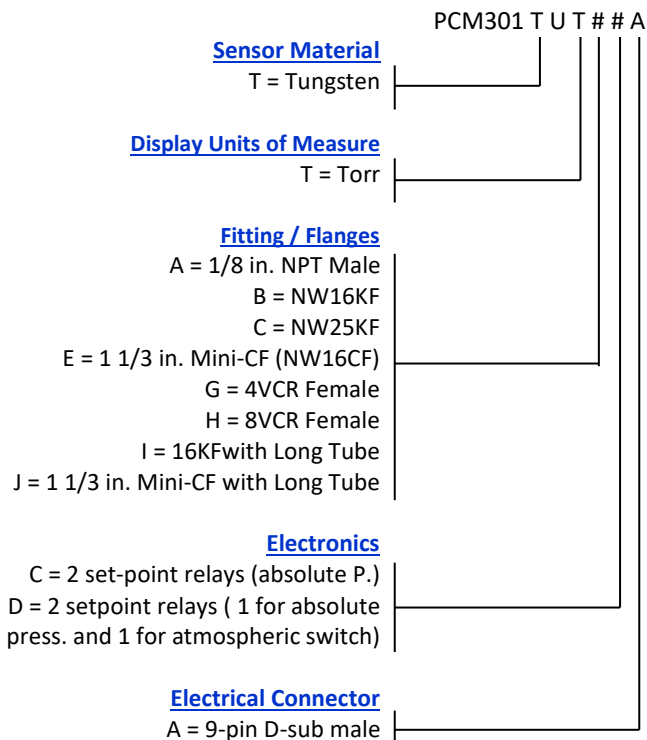 PCM301 T U T # # A
Sensor Material
T = Tungsten
Display Units of Measure
T = Torr
Fitting / Flanges
A = 1/8 in. NPT Male
B = NW16KF
C = NW25KF
E = 1 1/3 in. Mini-CF (NW16CF)
G = 4VCR Female
H = 8VCR Female
I = 16KFwith Long Tube
J = 1 1/3 in. Mini-CF with Long Tube
Electronics
C = 2 set-point relays (absolute P.)
D = 2 setpoint relays ( 1 for absolute
press. and 1 for atmospheric switch)
Electrical Connector
A = 9-pin D-sub male